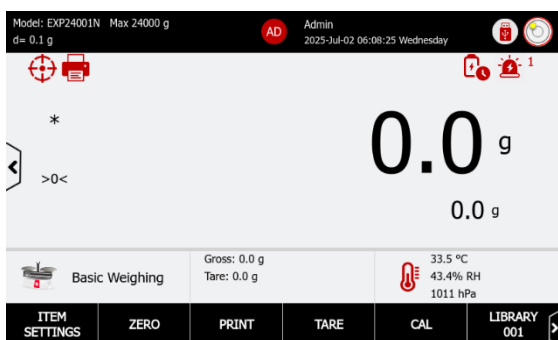 Model: EXP24001N Max 24000 g
d= 0.1 g
AD
Admin
2025-Jul-02 06:08:25 Wednesday
1
*
0.0 g
>0<
0.0 g
Basic Weighing
Gross: 0.0 g
Tare: 0.0 g
33.5 °C
43.4% RH
1011 hPa
ITEM
SETTINGS
ZERO
PRINT
TARE
CAL
LIBRARY
001